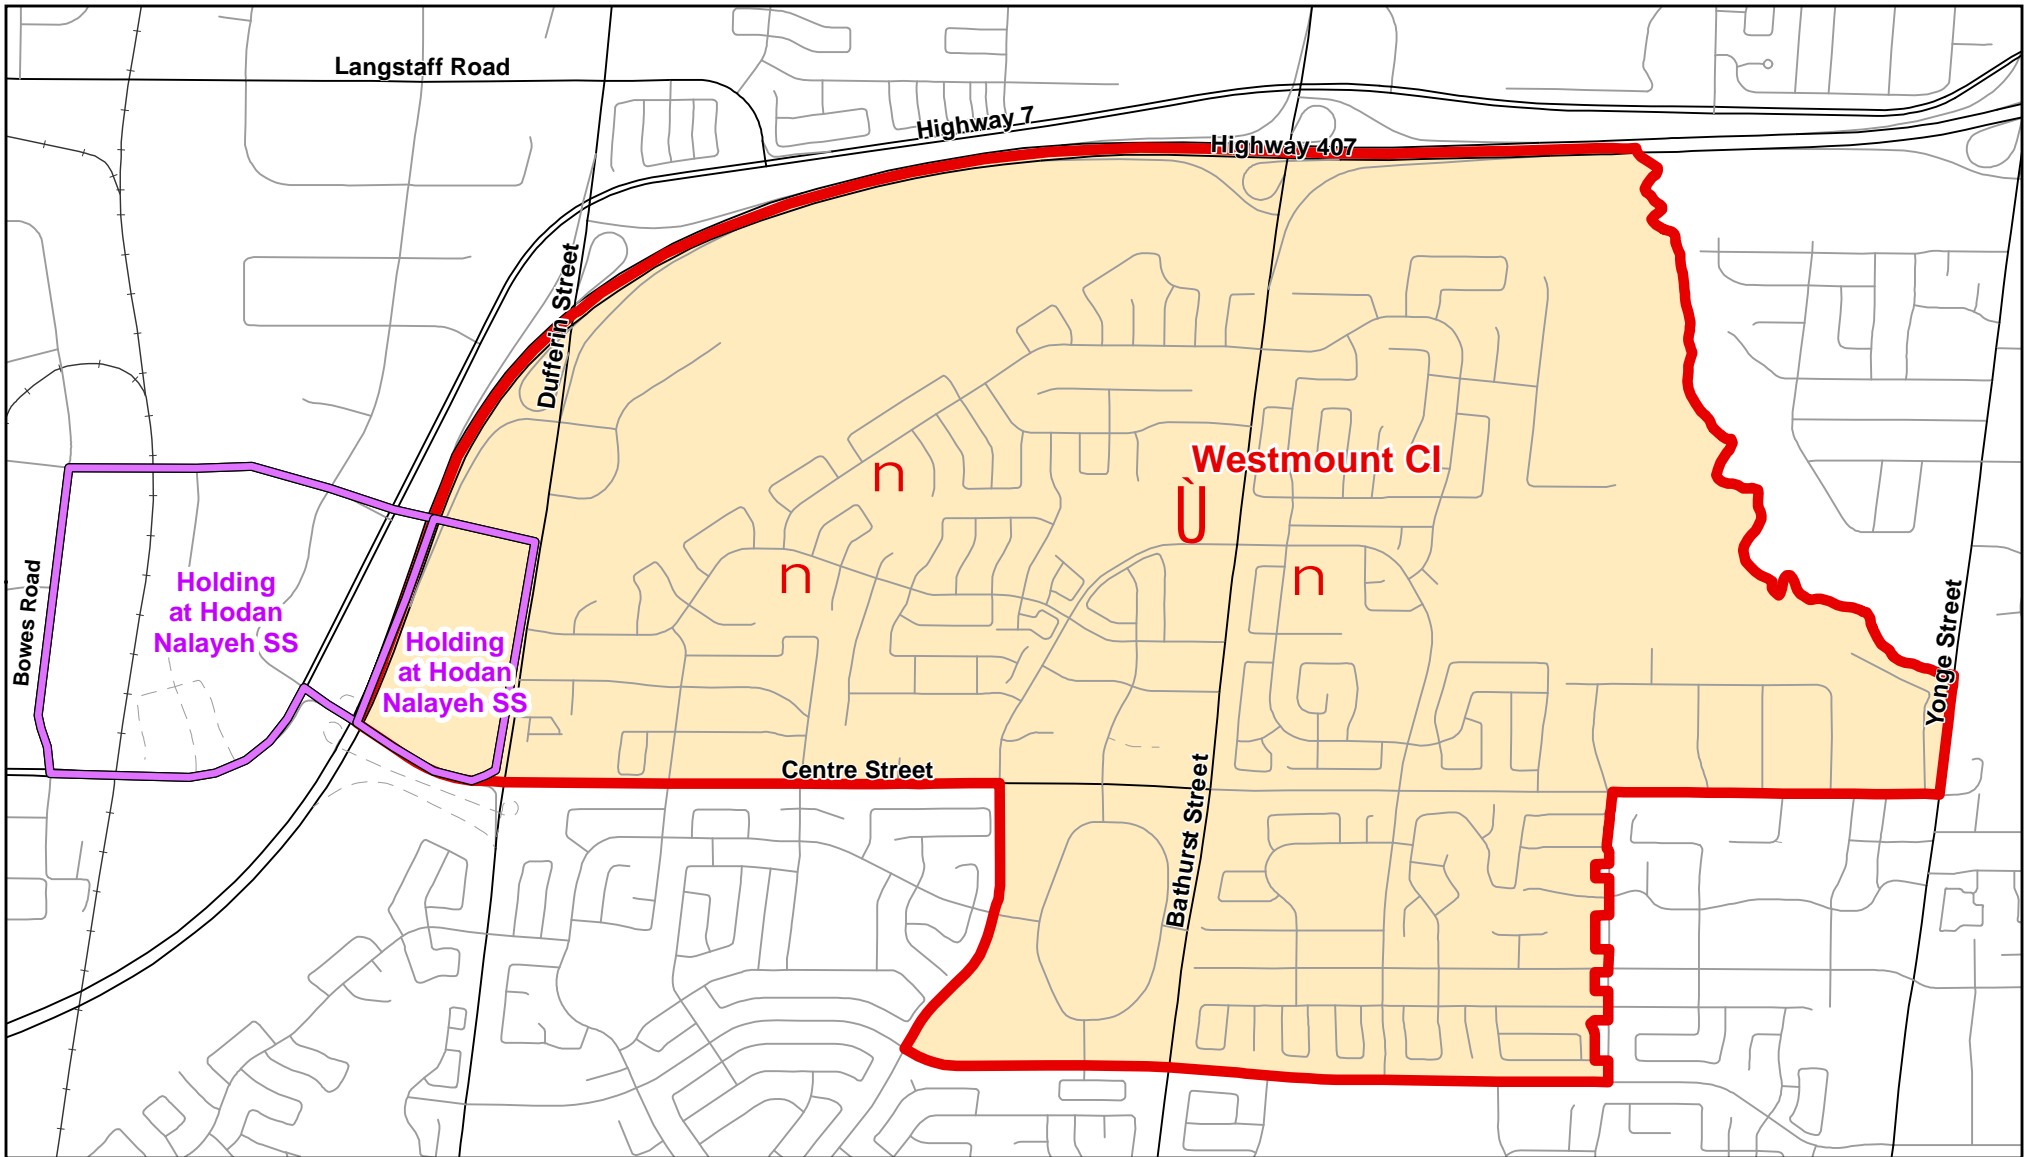 Langstaff Road
Highway 7
Highway 407
Dufferin Street
Westmount CI
n
Ù
n
n
Bowes Road
Holding
at Hodan
Nalayeh SS
Holding
at Hodan
Nalayeh SS
Yonge Street
Centre Street
Bathurst Street